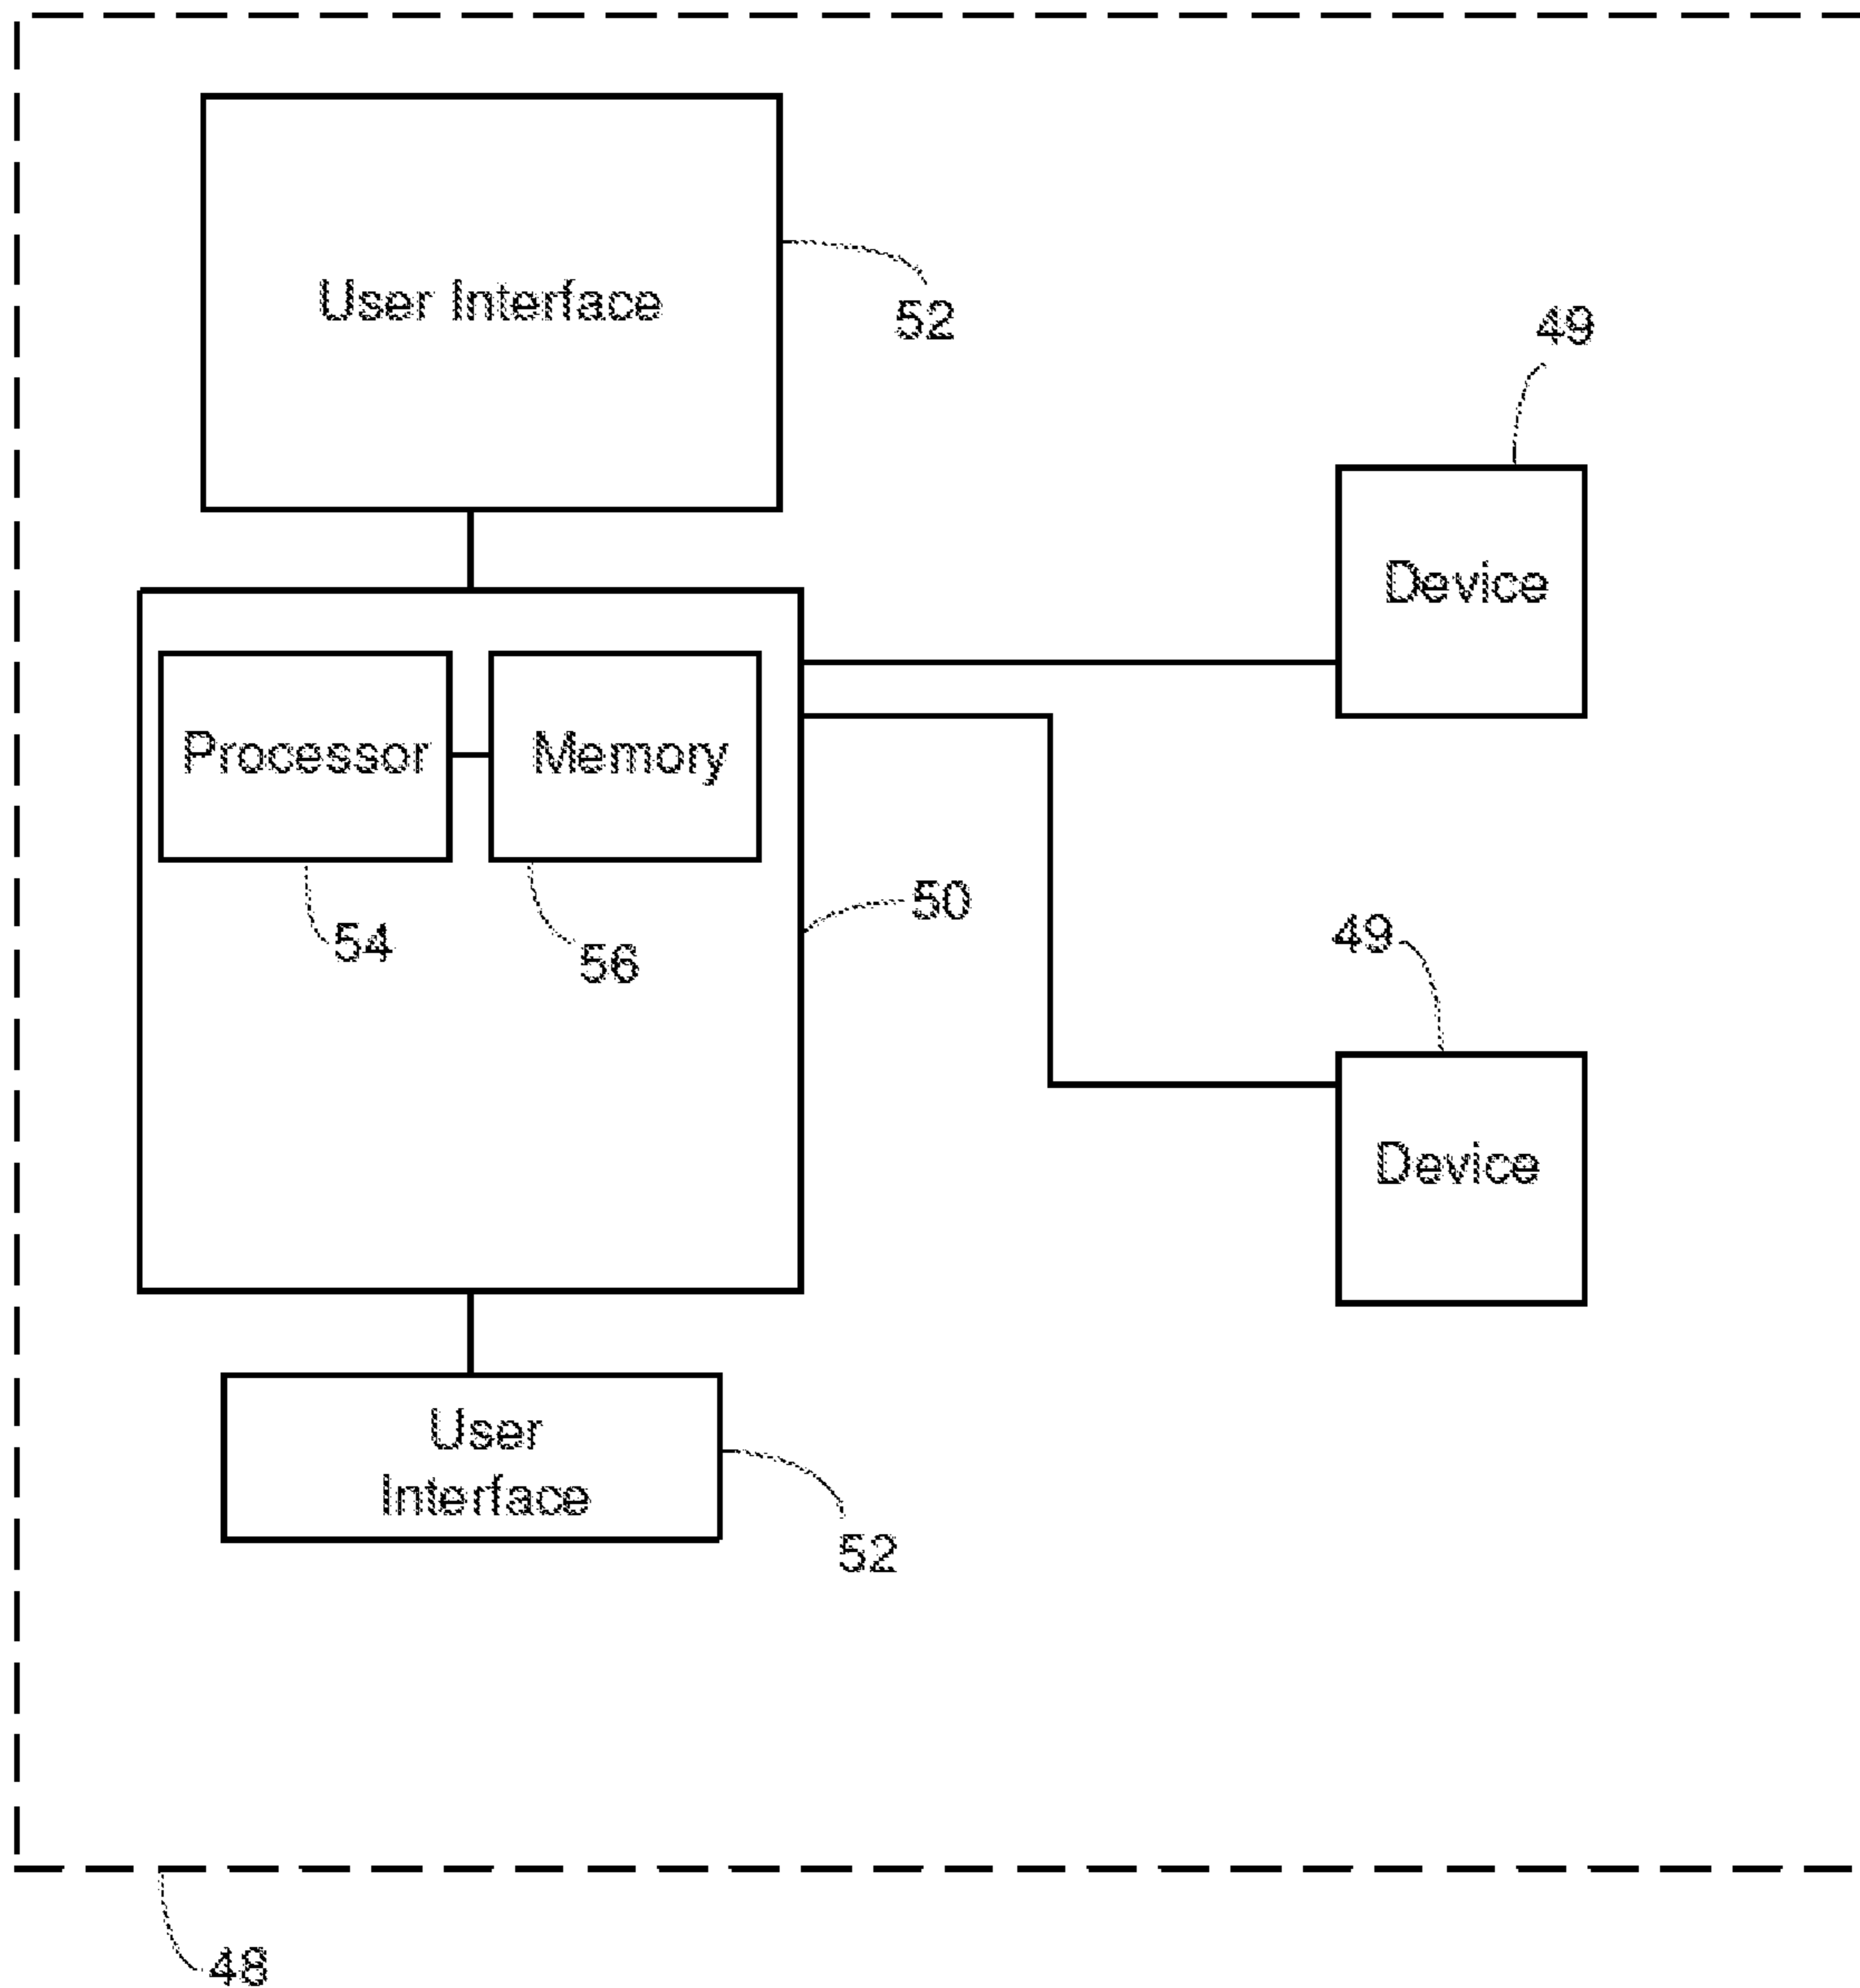 User Interface
52
49
Device
Processor
Memory
50
54
56
49
Device
User
Interface
52
48